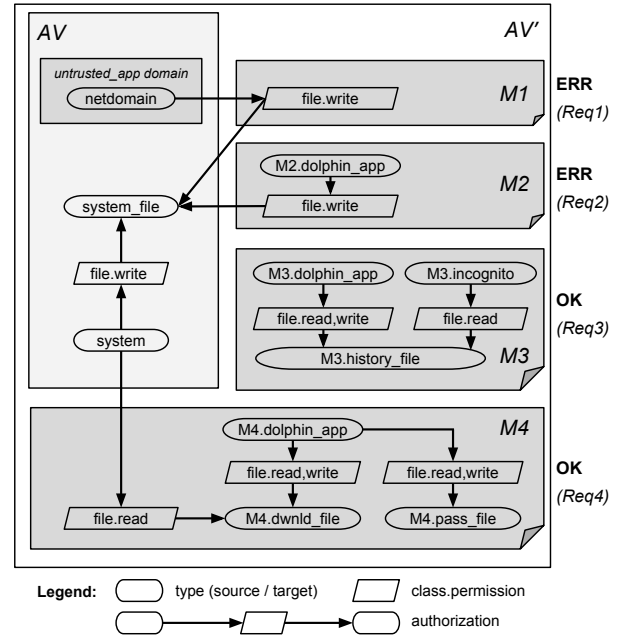 AV
AV'
untrusted_app domain
netdomain
file.write
M1
ERR
(Req1)
M2.dolphin_app
file.write
M2
ERR
(Req2)
system_file
file.write
system
M3.dolphin_app
M3.incognito
file.read,write
file.read
M3.history_file
M3
OK
(Req3)
M4.dolphin_app
M4
file.read,write
file.read,write
file.read
M4.dwnld_file
M4.pass_file
OK
(Req4)
Legend:
type (source / target)
class.permission
authorization